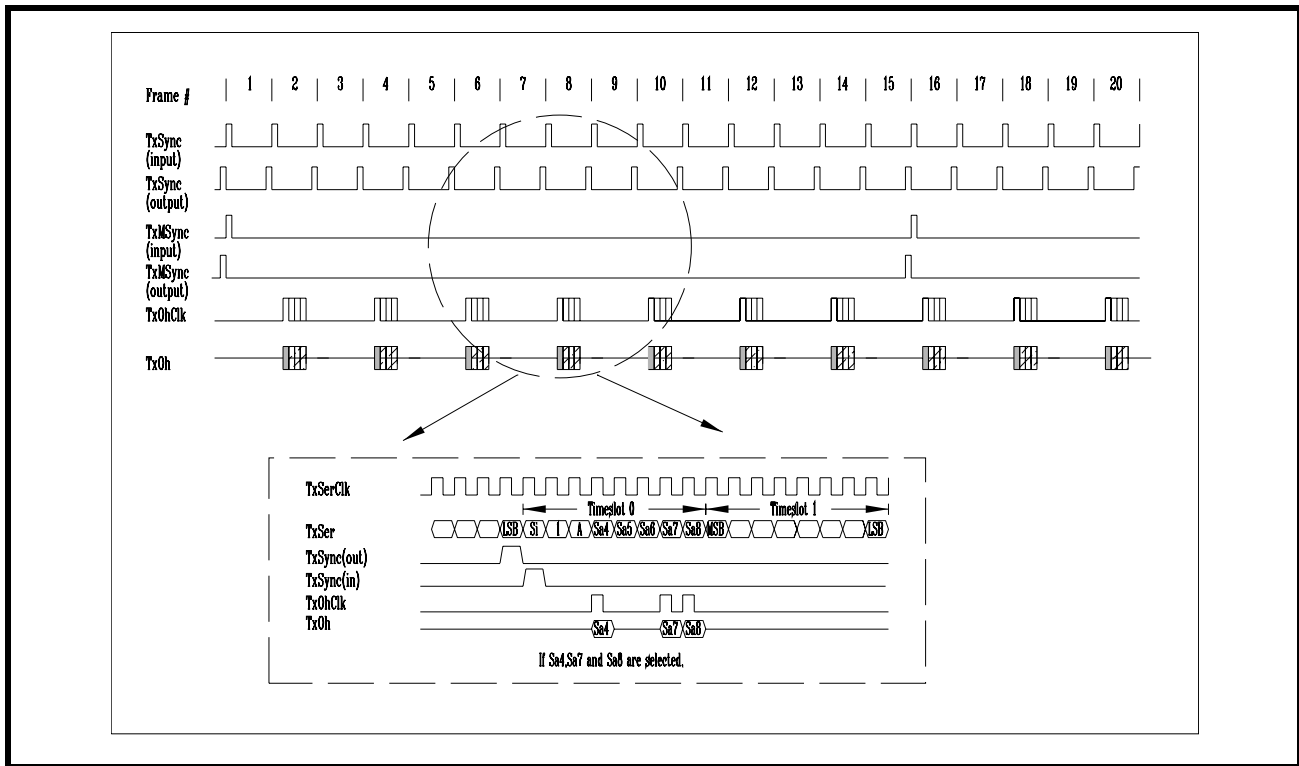 Frame # 1 2 3 4 5 6 7 8 9 10 11 12 13 14 15 16 17 18 19 20
TxSync
(input)
TxSync
(output)
TxMSync
(input)
TxMSync
(output)
TxOhClk
TxOh
TxSerClk
Timeslot 0 Timeslot 1
TxSer LSB Si 1 A Sa4 Sa5 Sa6 Sa7 Sa8 MSB LSB
TxSync(out)
TxSync(in)
TxOhClk
TxOh Sa4 Sa7 Sa8
If Sa4,Sa7 and Sa8 are selected.